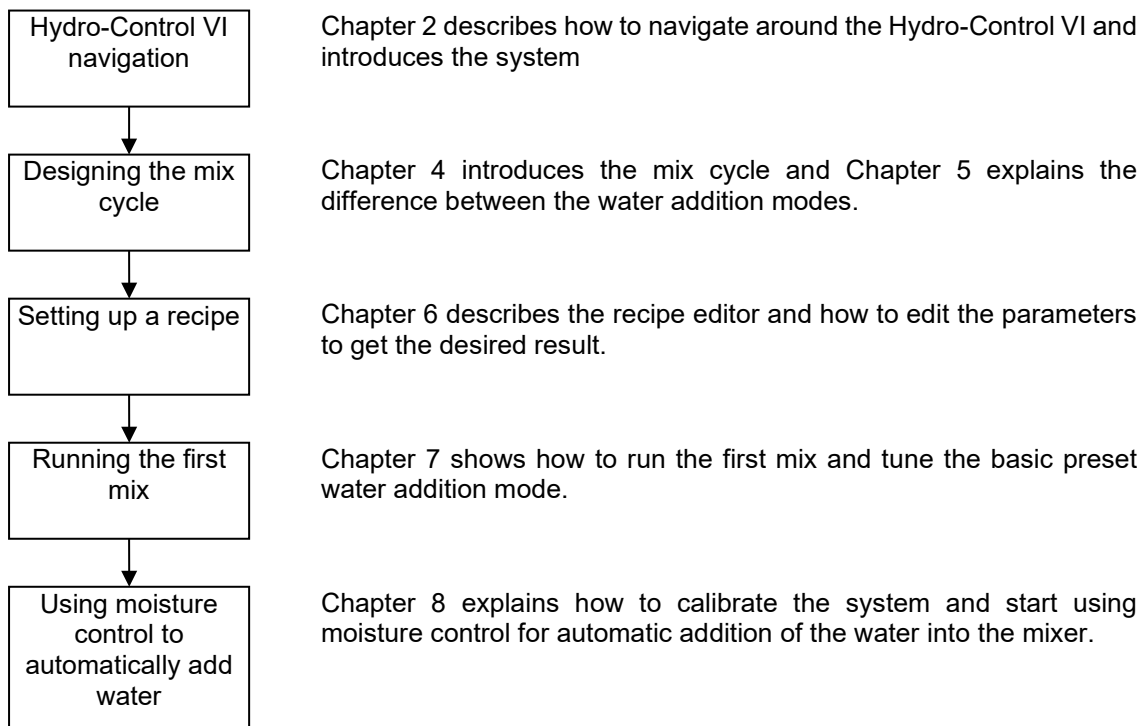 Hydro-Control VI
navigation
Chapter 2 describes how to navigate around the Hydro-Control VI and
introduces the system
Designing the mix
cycle
Chapter 4 introduces the mix cycle and Chapter 5 explains the
difference between the water addition modes.
Setting up a recipe
Chapter 6 describes the recipe editor and how to edit the parameters
to get the desired result.
Running the first
mix
Chapter 7 shows how to run the first mix and tune the basic preset
water addition mode.
Using moisture
control to
automatically add
water
Chapter 8 explains how to calibrate the system and start using
moisture control for automatic addition of the water into the mixer.